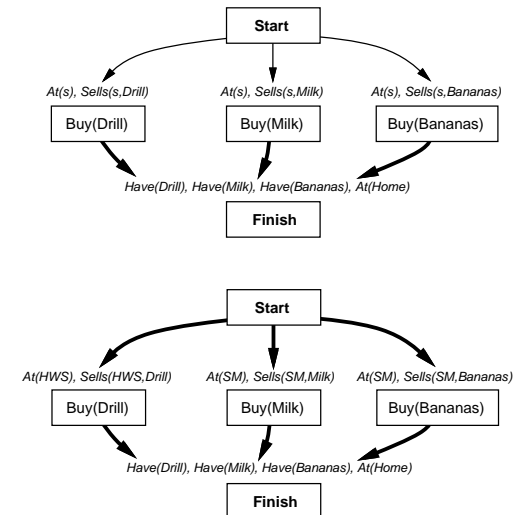 Start
At(s), Sells(s,Drill) At(s), Sells(s,Milk) At(s), Sells(s,Bananas)
Buy(Drill) Buy(Milk) Buy(Bananas)
Have(Drill), Have(Milk), Have(Bananas), At(Home)
Finish
Start
At(HWS), Sells(HWS,Drill) At(SM), Sells(SM,Milk) At(SM), Sells(SM,Bananas)
Buy(Drill) Buy(Milk) Buy(Bananas)
Have(Drill), Have(Milk), Have(Bananas), At(Home)
Finish